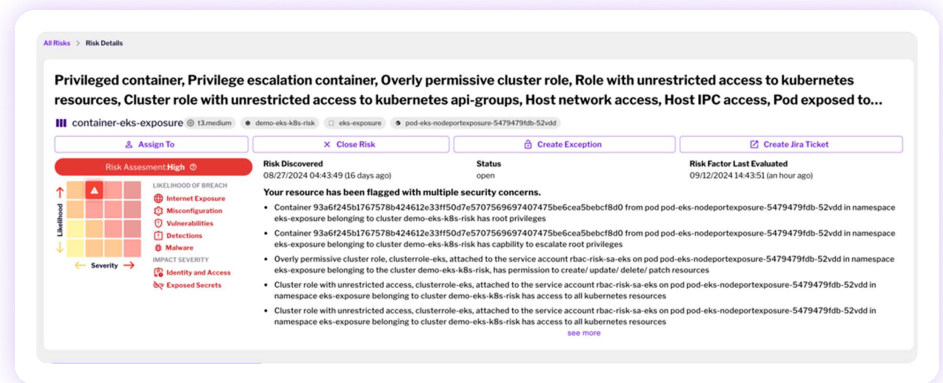 All Risks > Risk Details
Privileged container, Privilege escalation container, Overly permissive cluster role, Role with unrestricted access to kubernetes
resources, Cluster role with unrestricted access to kubernetes api-groups, Host network access, Host IPC access, Pod exposed to...
container-eks-exposure t3.medium demo-eks-k8s-risk eks-exposure pod-eks-nodeportexposure-5479479fdb-52vdd
Assign To
Close Risk
Create Exception
Create Jira Ticket
Risk Assesment:High
Likelihood
Severity
LIKELIHOOD OF BREACH
Internet Exposure
Misconfiguration
Vulnerabilities
Detections
Malware
IMPACT SEVERITY
Identity and Access
Exposed Secrets
Risk Discovered
08/27/2024 04:43:49 (16 days ago)
Status
open
Risk Factor Last Evaluated
09/12/2024 14:43:51 (an hour ago)
Your resource has been flagged with multiple security concerns.
• Container 93a6f245b1767578b424612e33ff50d7e5707569697407475be6cea5bebcf8d0 from pod pod-eks-nodeportexposure-5479479fdb-52vdd in namespace
eks-exposure belonging to cluster demo-eks-k8s-risk has root privileges
• Container 93a6f245b1767578b424612e33ff50d7e5707569697407475be6cea5bebcf8d0 from pod pod-eks-nodeportexposure-5479479fdb-52vdd in namespace
eks-exposure belonging to cluster demo-eks-k8s-risk has capbility to escalate root privileges
• Overly permissive cluster role, clusterrole-eks, attached to the service account rbac-risk-sa-eks on pod pod-eks-nodeportexposure-5479479fdb-52vdd in namespace
eks-exposure belonging to the cluster demo-eks-k8s-risk, has permission to create/ update/ delete/ patch resources
• Cluster role with unrestricted access, clusterrole-eks, attached to the service account rbac-risk-sa-eks on pod pod-eks-nodeportexposure-5479479fdb-52vdd in
namespace eks-exposure belonging to cluster demo-eks-k8s-risk has access to all kubernetes resources
• Cluster role with unrestricted access, clusterrole-eks, attached to the service account rbac-risk-sa-eks on pod pod-eks-nodeportexposure-5479479fdb-52vdd in
namespace eks-exposure belonging to cluster demo-eks-k8s-risk has access to all kubernetes resources
see more